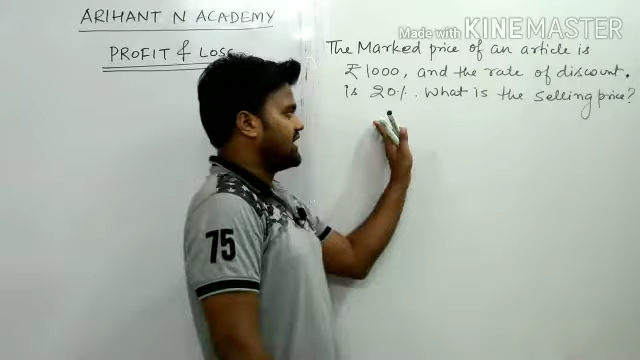 ARIHANT N ACADEMY
PROFIT & LOSS
Made with KINEMASTER
The Marked price of an article is
₹1000, and the rate of discount.
is 20%. What is the selling price?
75